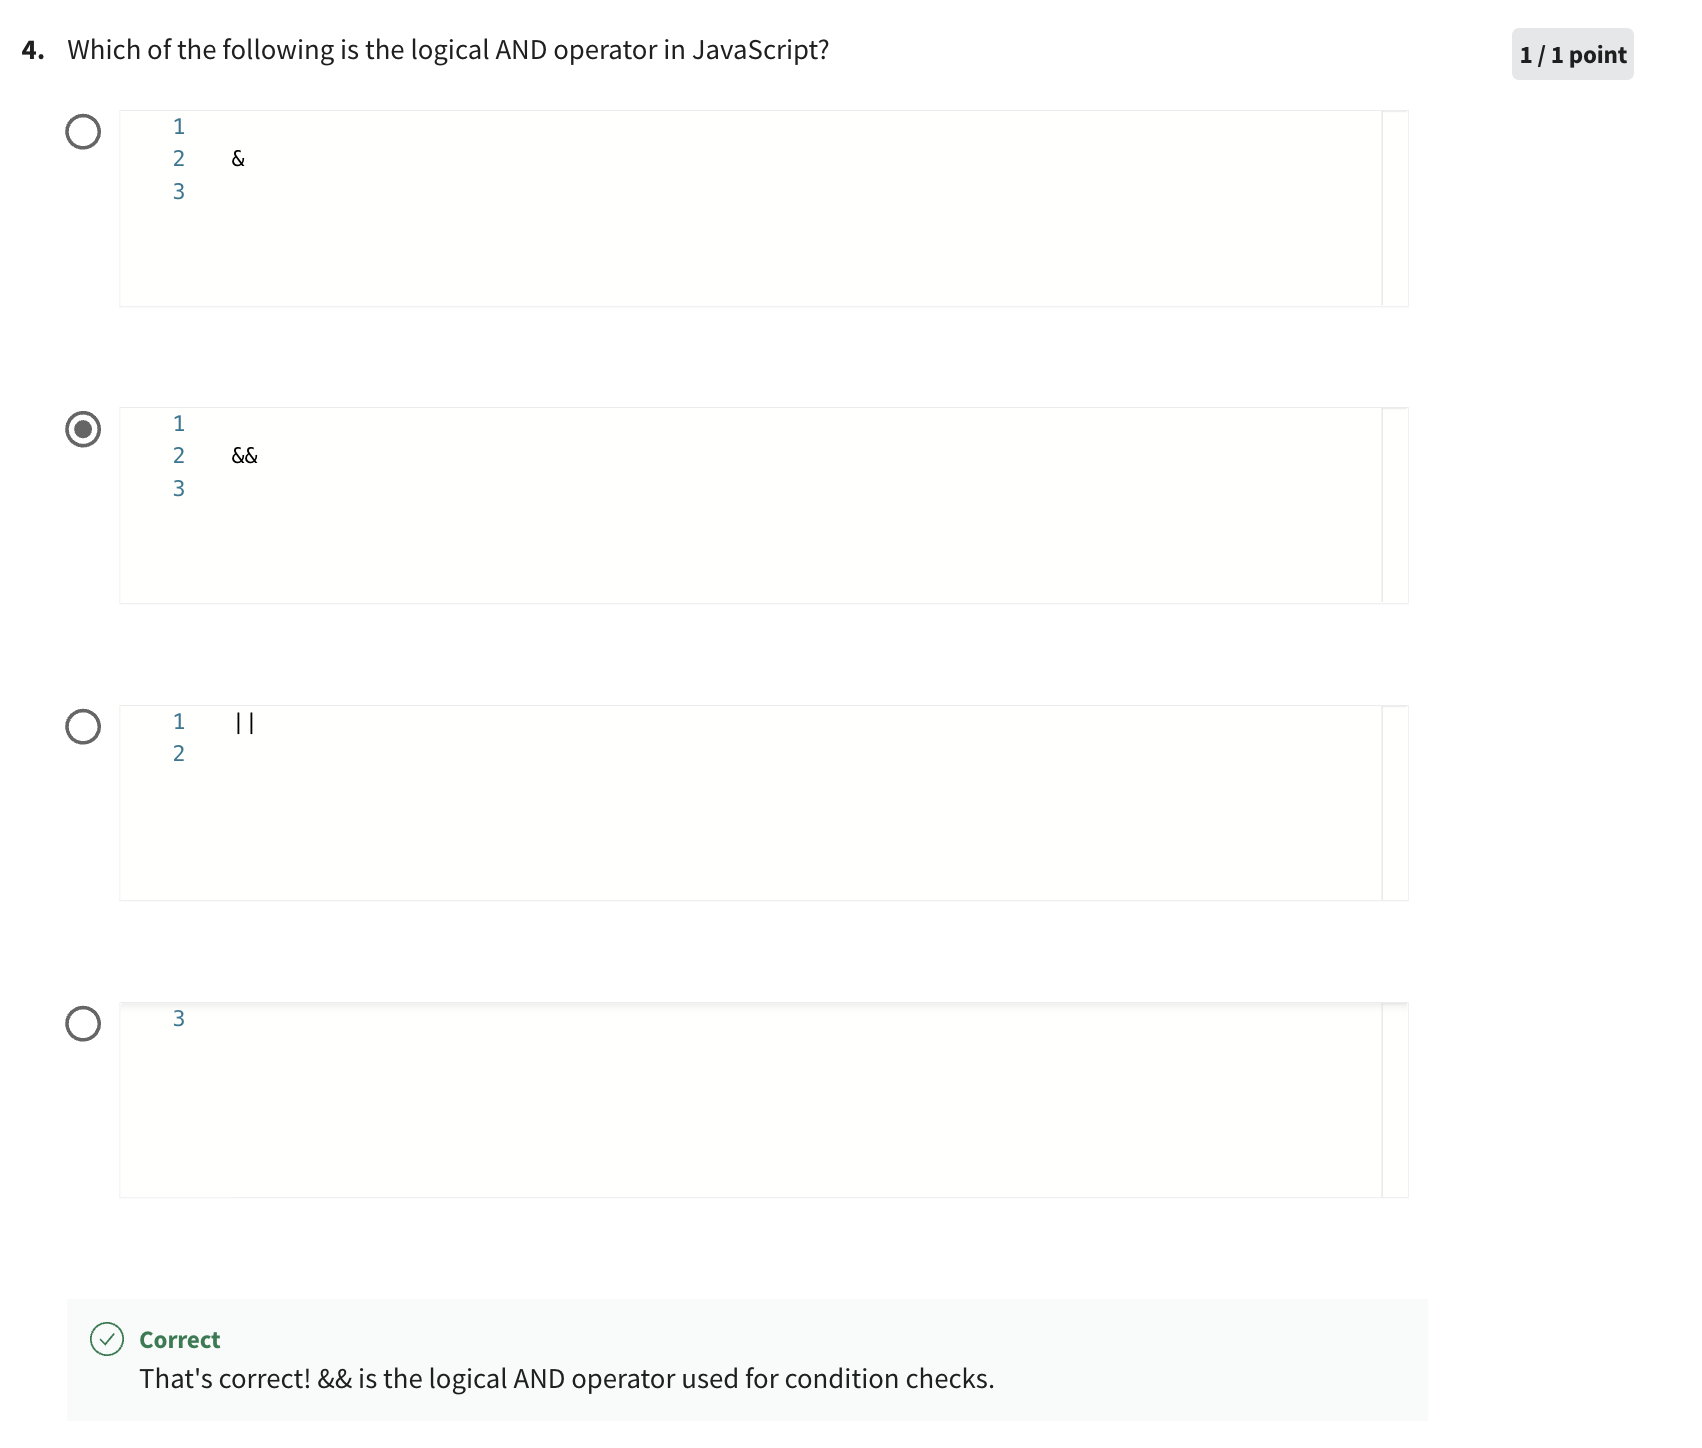 4. Which of the following is the logical AND operator in JavaScript?
1 / 1 point
1
2 &
3
1
2 &&
3
1 ||
2
3
Correct
That's correct! && is the logical AND operator used for condition checks.